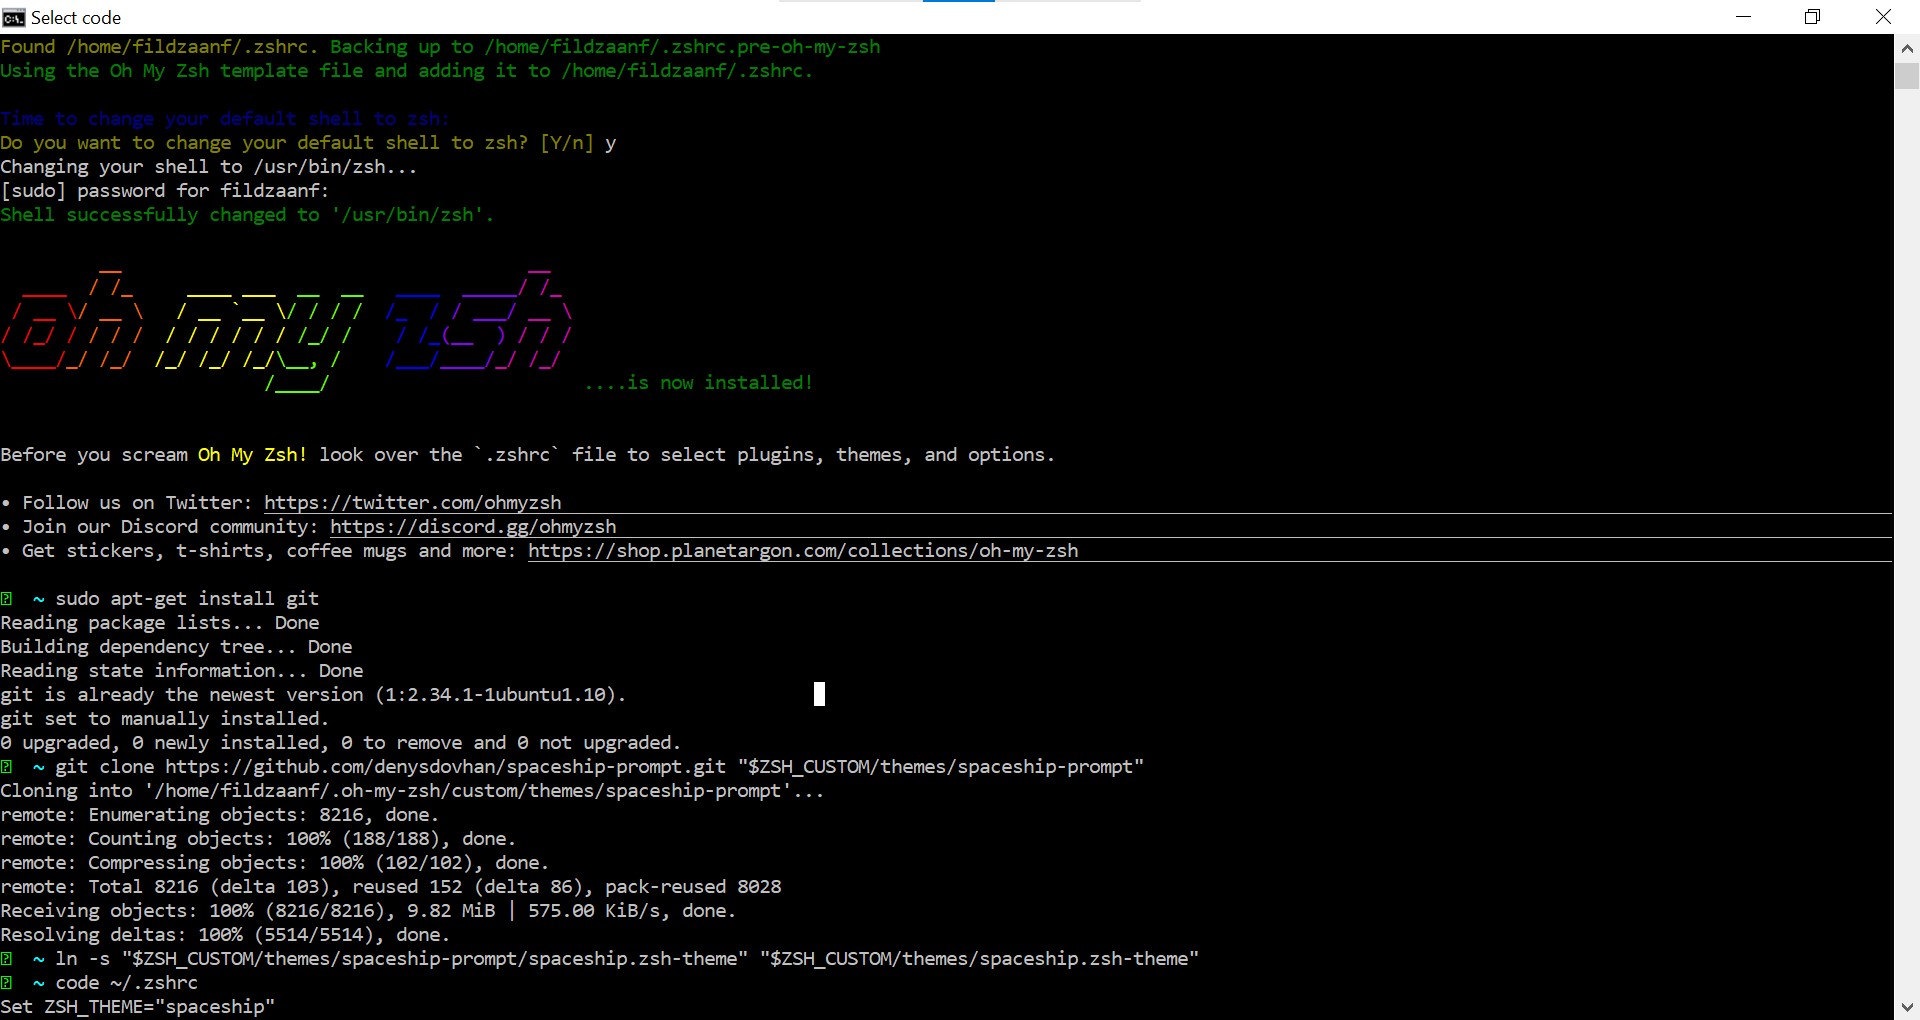 Select code
Found /home/fildzaanf/.zshrc. Backing up to /home/fildzaanf/.zshrc.pre-oh-my-zsh
Using the Oh My Zsh template file and adding it to /home/fildzaanf/.zshrc.
Time to change your default shell to zsh:
Do you want to change your default shell to zsh? [Y/n] y
Changing your shell to /usr/bin/zsh...
[sudo] password for fildzaanf:
Shell successfully changed to '/usr/bin/zsh'.
oh my zsh
....is now installed!
Before you scream Oh My Zsh! look over the `.zshrc` file to select plugins, themes, and options.
• Follow us on Twitter: https://twitter.com/ohmyzsh
• Join our Discord community: https://discord.gg/ohmyzsh
• Get stickers, t-shirts, coffee mugs and more: https://shop.planetargon.com/collections/oh-my-zsh
~ sudo apt-get install git
Reading package lists... Done
Building dependency tree... Done
Reading state information... Done
git is already the newest version (1:2.34.1-1ubuntu1.10).
git set to manually installed.
0 upgraded, 0 newly installed, 0 to remove and 0 not upgraded.
~ git clone https://github.com/denysdovhan/spaceship-prompt.git "$ZSH_CUSTOM/themes/spaceship-prompt"
Cloning into '/home/fildzaanf/.oh-my-zsh/custom/themes/spaceship-prompt'...
remote: Enumerating objects: 8216, done.
remote: Counting objects: 100% (188/188), done.
remote: Compressing objects: 100% (102/102), done.
remote: Total 8216 (delta 103), reused 152 (delta 86), pack-reused 8028
Receiving objects: 100% (8216/8216), 9.82 MiB | 575.00 KiB/s, done.
Resolving deltas: 100% (5514/5514), done.
~ ln -s "$ZSH_CUSTOM/themes/spaceship-prompt/spaceship.zsh-theme" "$ZSH_CUSTOM/themes/spaceship.zsh-theme"
~ code ~/.zshrc
Set ZSH_THEME="spaceship"